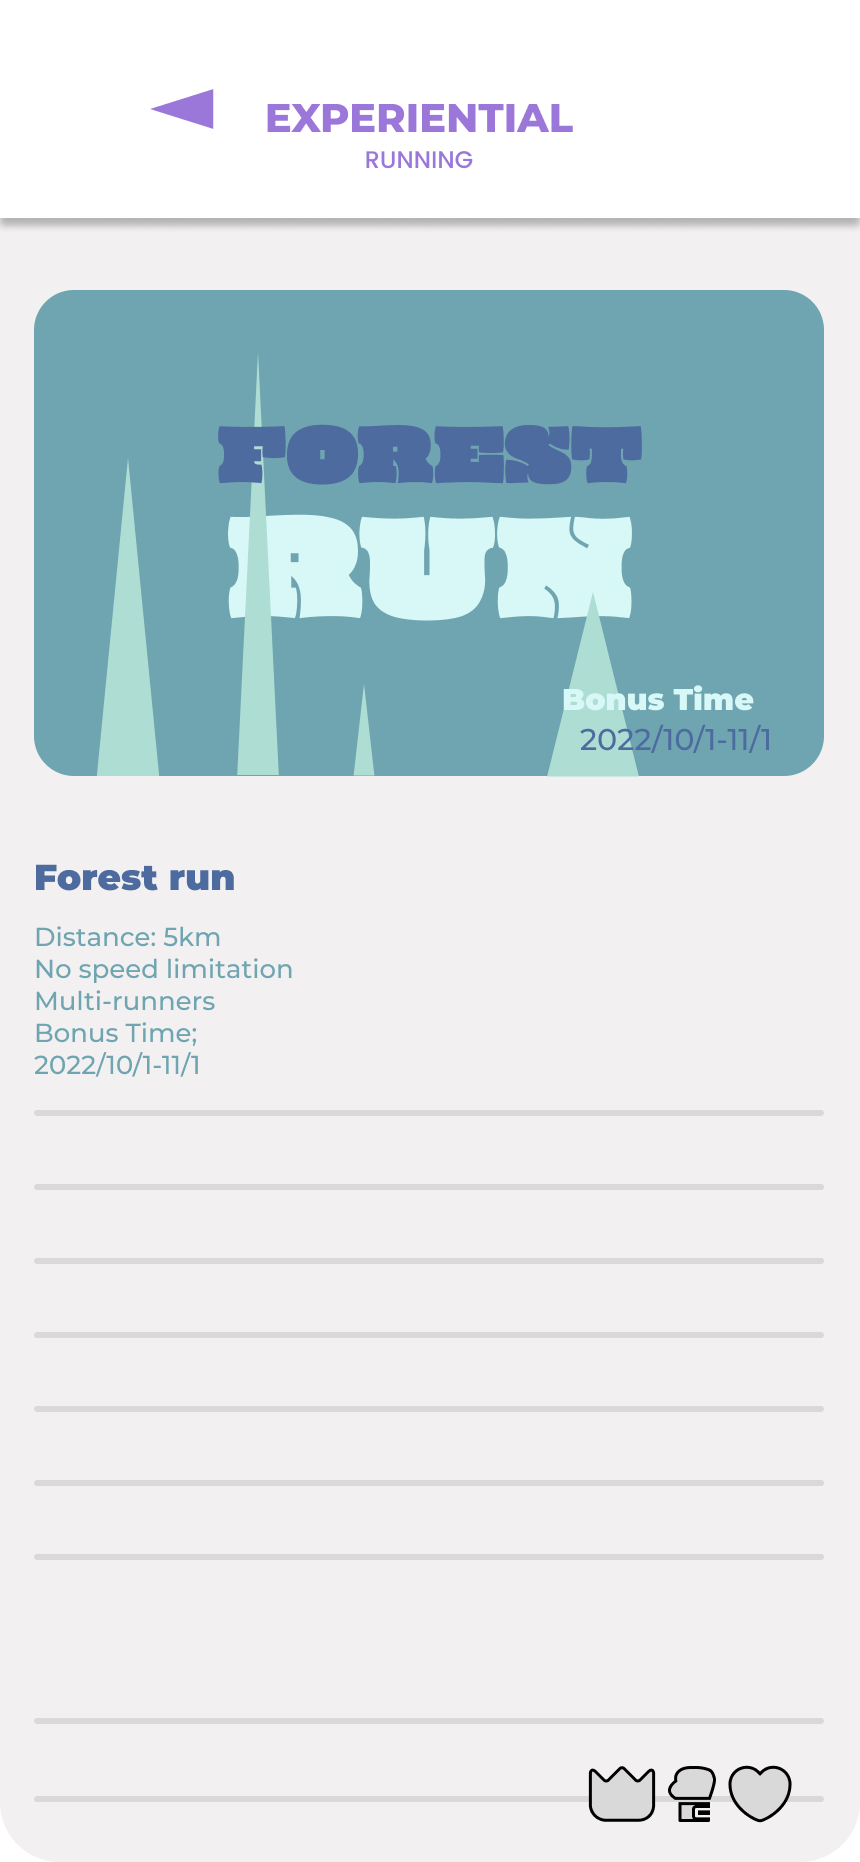 EXPERIENTIAL
RUNNING
FOREST
RUN
Bonus Time
2022/10/1-11/1
Forest run
Distance: 5km
No speed limitation
Multi-runners
Bonus Time;
2022/10/1-11/1